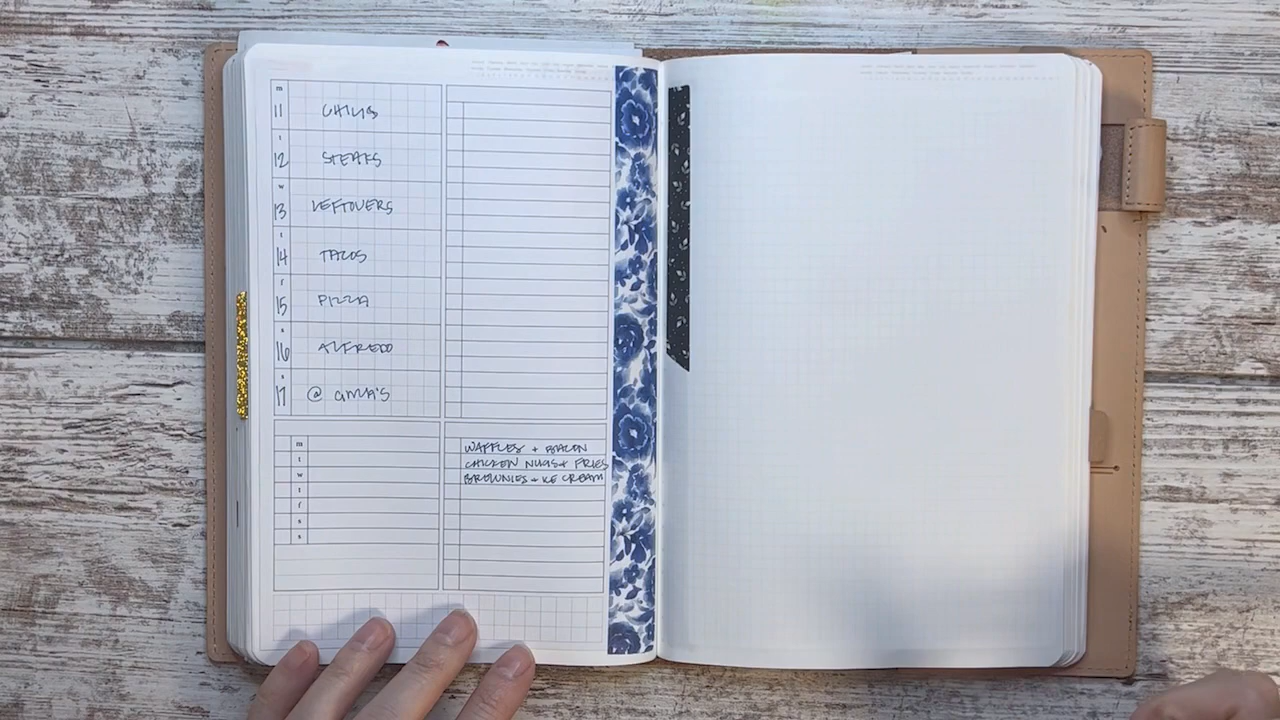 m
11 CHILIS
t
12 STEAKS
w
13 LEFTOVERS
t
14 TACOS
f
15 PIZZA
s
16 ALFREDO
s
17 @ GMA'S
m
t
w
t
f
s
s
WAFFLES + BACON
CHICKEN NUGS + FRIES
BROWNIES + ICE CREAM